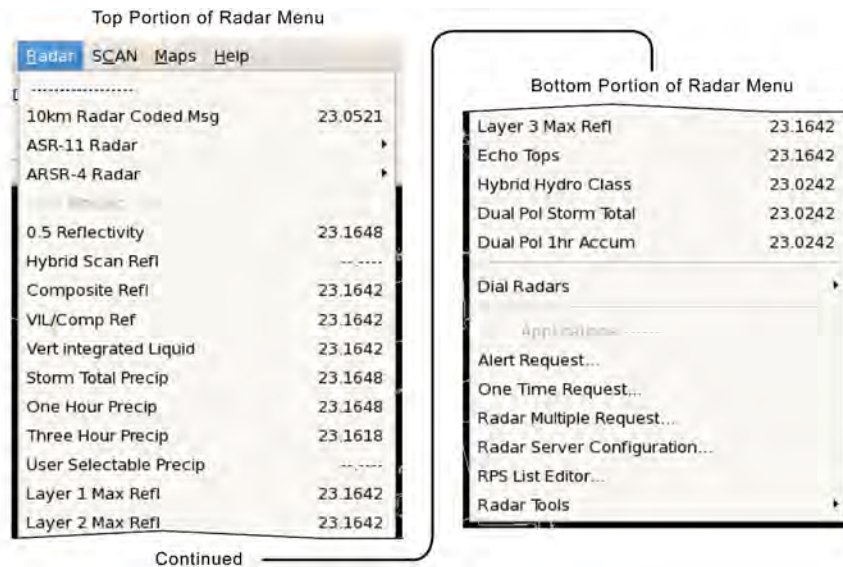 Top Portion of Radar Menu
Radar SCAN Maps Help
--------------------
10km Radar Coded Msg 23.0521
ASR-11 Radar
ARSR-4 Radar
0.5 Reflectivity 23.1648
Hybrid Scan Refl --.----
Composite Refl 23.1642
VIL/Comp Ref 23.1642
Vert integrated Liquid 23.1642
Storm Total Precip 23.1648
One Hour Precip 23.1648
Three Hour Precip 23.1618
User Selectable Precip --.----
Layer 1 Max Refl 23.1642
Layer 2 Max Refl 23.1642
Continued
Bottom Portion of Radar Menu
Layer 3 Max Refl 23.1642
Echo Tops 23.1642
Hybrid Hydro Class 23.0242
Dual Pol Storm Total 23.0242
Dual Pol 1hr Accum 23.0242
Dial Radars
Applications ------
Alert Request...
One Time Request...
Radar Multiple Request...
Radar Server Configuration...
RPS List Editor...
Radar Tools